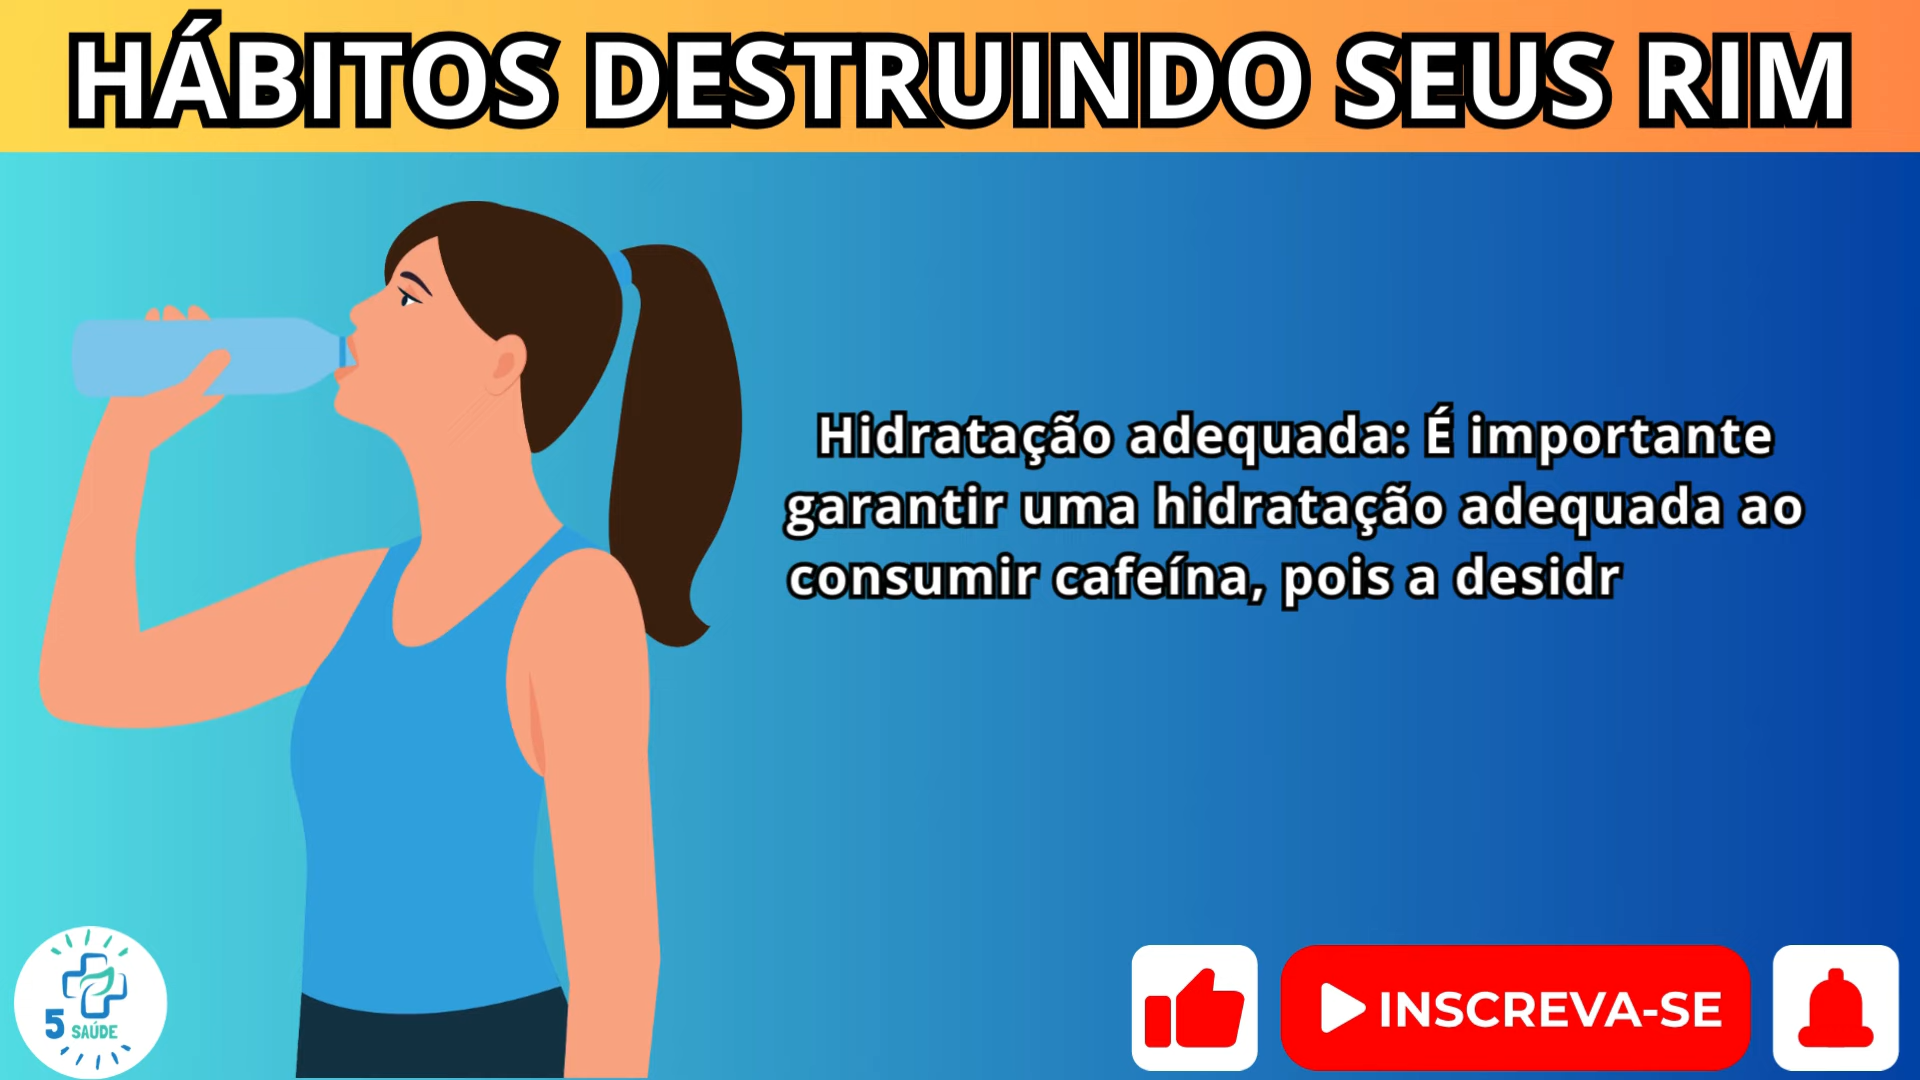 HÁBITOS DESTRUINDO SEUS RIM
Hidratação adequada: É importante
garantir uma hidratação adequada ao
consumir cafeína, pois a desidr
5 SAÚDE
INSCREVA-SE